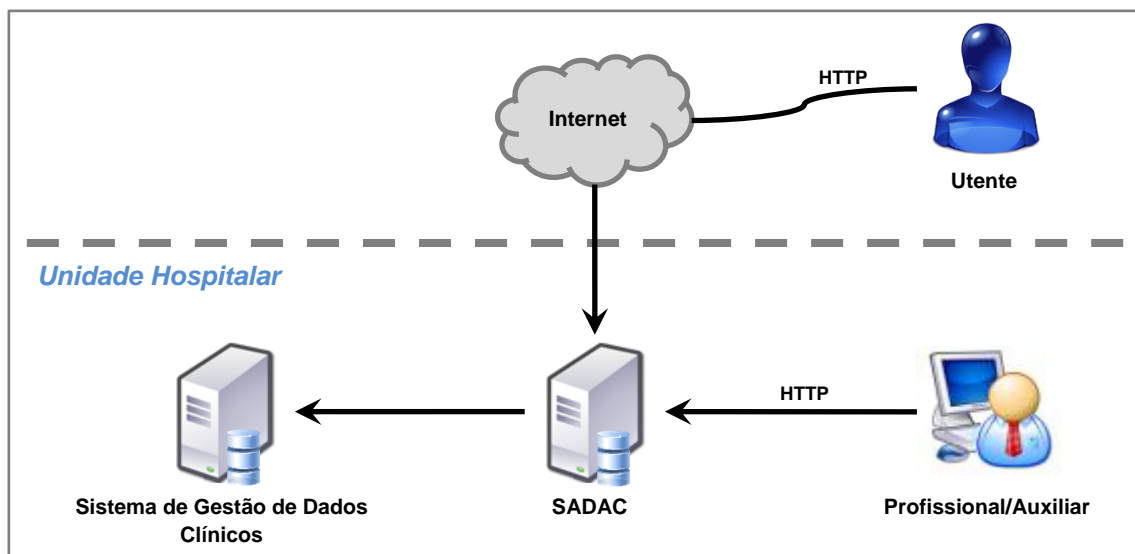 HTTP
Internet
Utente
Unidade Hospitalar
HTTP
Sistema de Gestão de Dados
Clínicos
SADAC
Profissional/Auxiliar